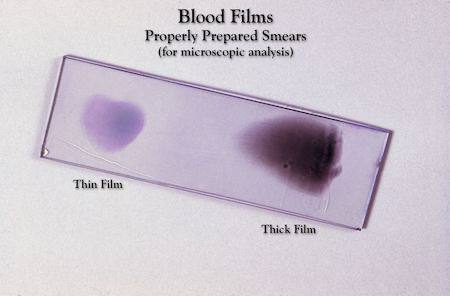 Blood Films
Properly Prepared Smears
(for microscopic analysis)
Thin Film
Thick Film